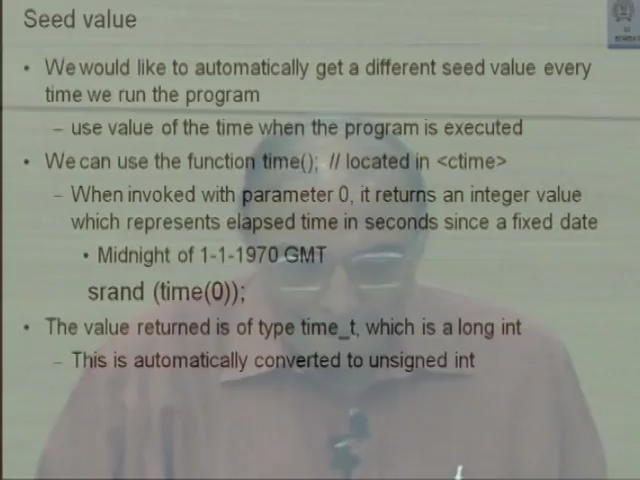 Seed value
• We would like to automatically get a different seed value every
time we run the program
– use value of the time when the program is executed
• We can use the function time(); // located in <ctime>
– When invoked with parameter 0, it returns an integer value
which represents elapsed time in seconds since a fixed date
• Midnight of 1-1-1970 GMT
srand (time(0));
• The value returned is of type time_t, which is a long int
– This is automatically converted to unsigned int